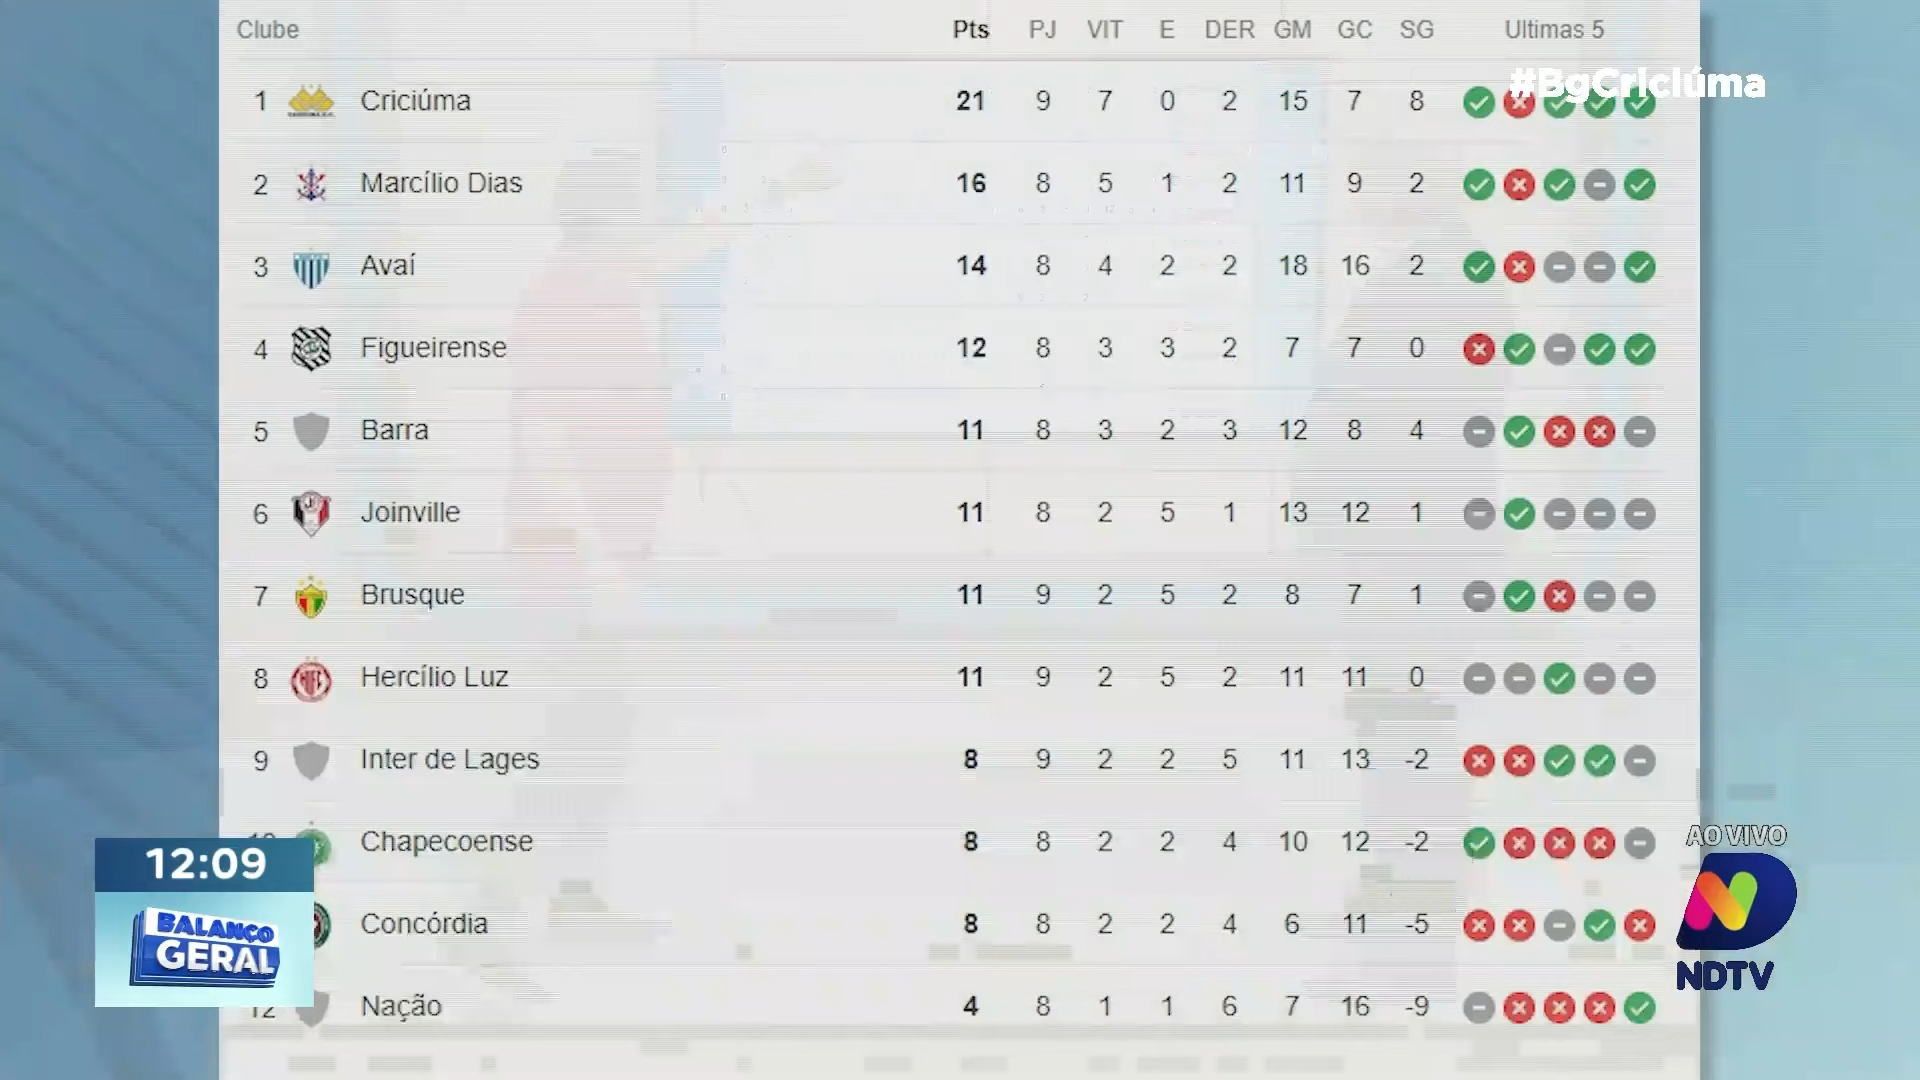 Clube Pts PJ VIT E DER GM GC SG Ultimas 5
#BgCriciúma
1 Criciúma 21 9 7 0 2 15 7 8
2 Marcílio Dias 16 8 5 1 2 11 9 2
3 Avaí 14 8 4 2 2 18 16 2
4 Figueirense 12 8 3 3 2 7 7 0
5 Barra 11 8 3 2 3 12 8 4
6 Joinville 11 8 2 5 1 13 12 1
7 Brusque 11 9 2 5 2 8 7 1
8 Hercílio Luz 11 9 2 5 2 11 11 0
9 Inter de Lages 8 9 2 2 5 11 13 -2
Chapecoense 8 8 2 2 4 10 12 -2
Concórdia 8 8 2 2 4 6 11 -5
12 Nação 4 8 1 1 6 7 16 -9
12:09
BALANÇO
GERAL
AO VIVO
NDTV